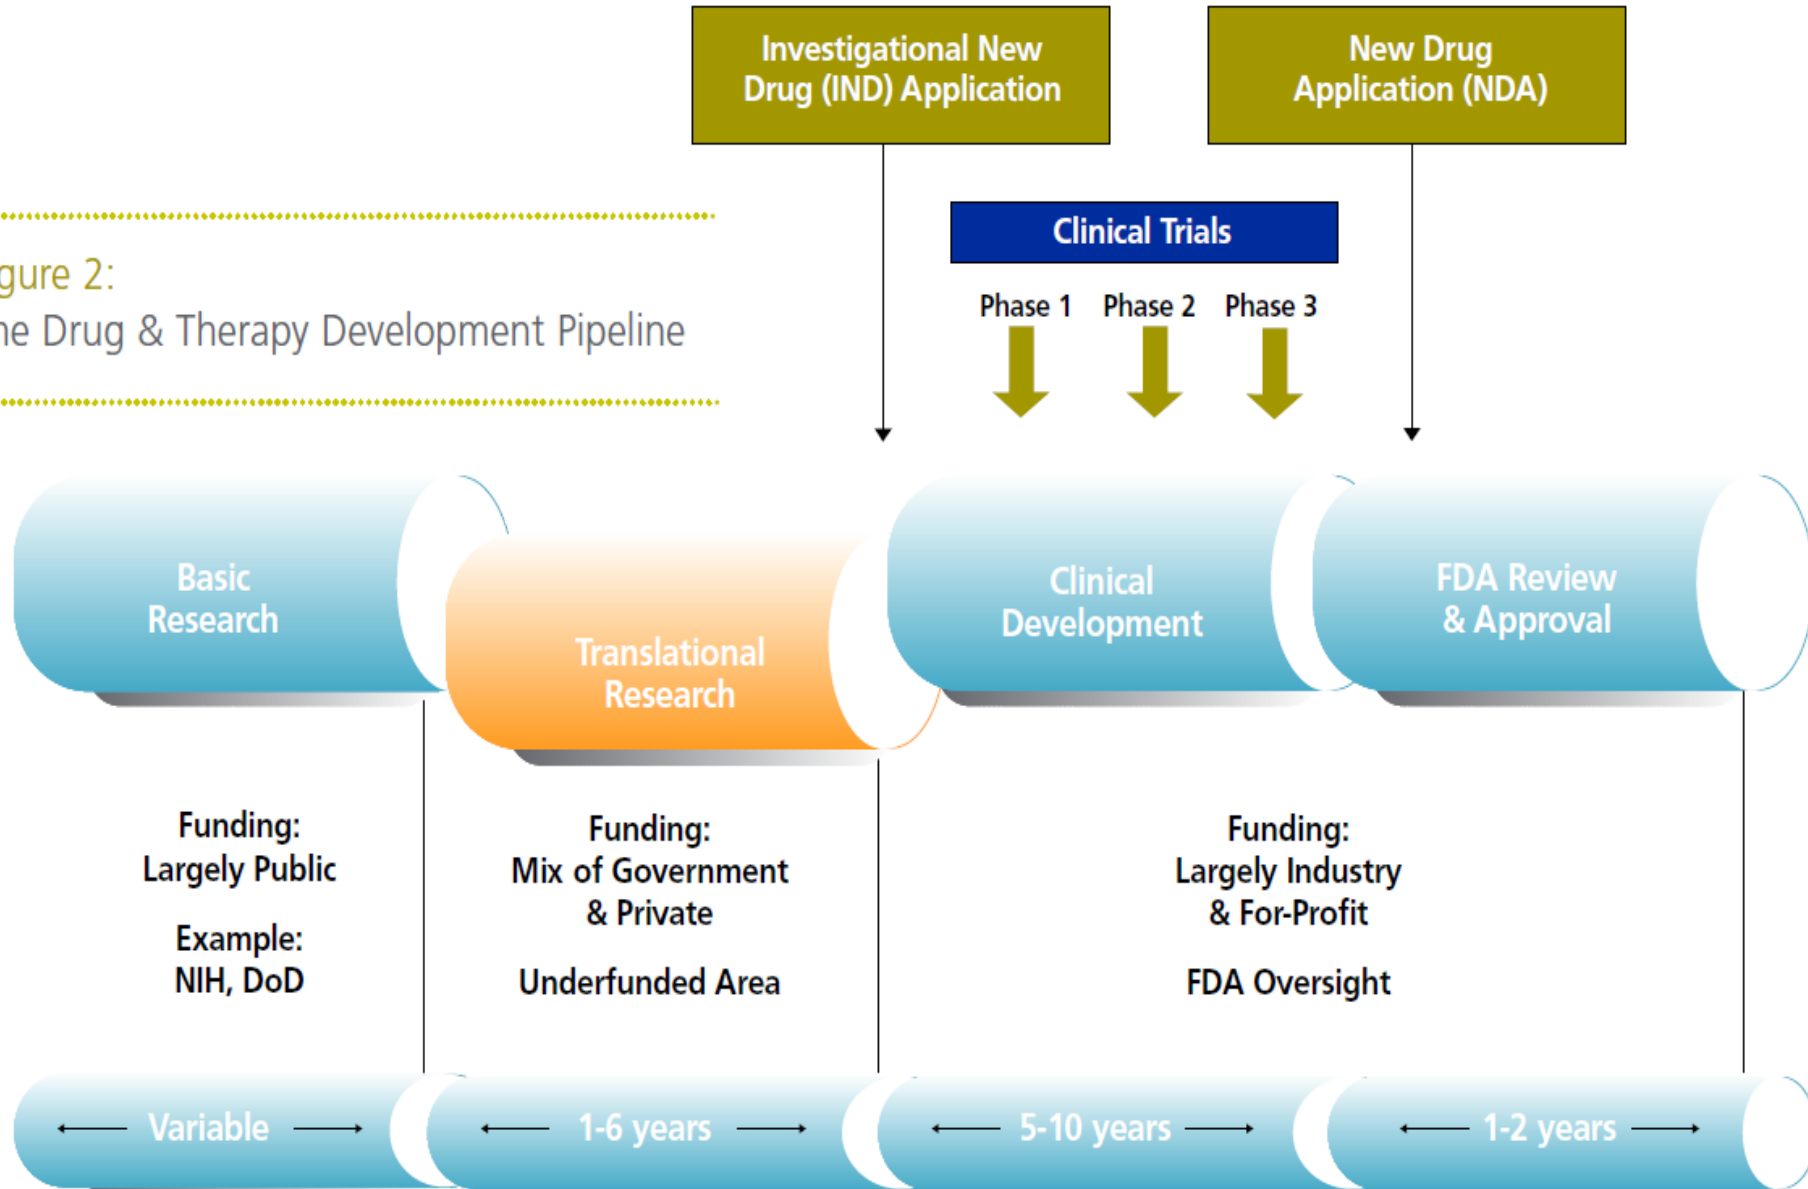 Investigational New
Drug (IND) Application
New Drug
Application (NDA)
Clinical Trials
Phase 1 Phase 2 Phase 3
gure 2:
ne Drug & Therapy Development Pipeline
Basic
Research
Translational
Research
Clinical
Development
FDA Review
& Approval
Funding:
Largely Public
Example:
NIH, DoD
Funding:
Mix of Government
& Private
Underfunded Area
Funding:
Largely Industry
& For-Profit
FDA Oversight
Variable
1-6 years
5-10 years
1-2 years